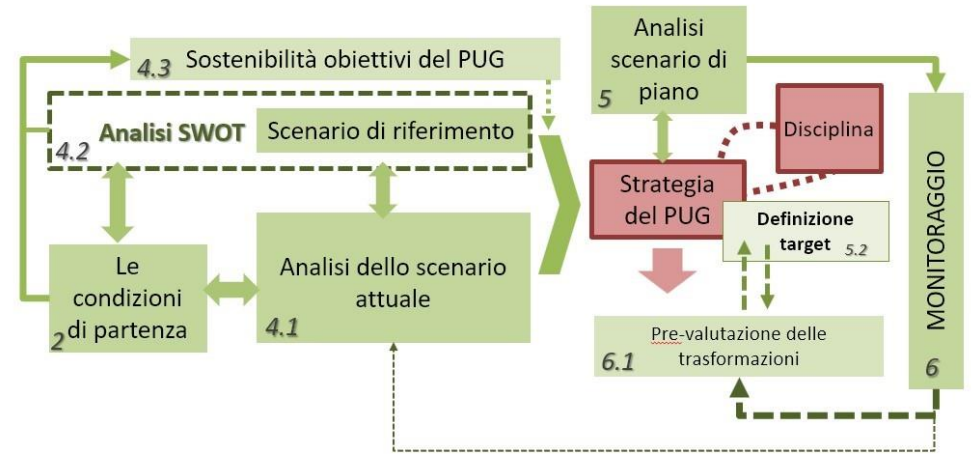 4.3 Sostenibilità obiettivi del PUG
4.2 Analisi SWOT
Scenario di riferimento
Le
condizioni
2 di partenza
Analisi dello scenario
attuale
4.1
Analisi
scenario di
5 piano
Strategia
del PUG
Disciplina
Definizione
target 5.2
Pre-valutazione delle
6.1 trasformazioni
MONITORAGGIO
6